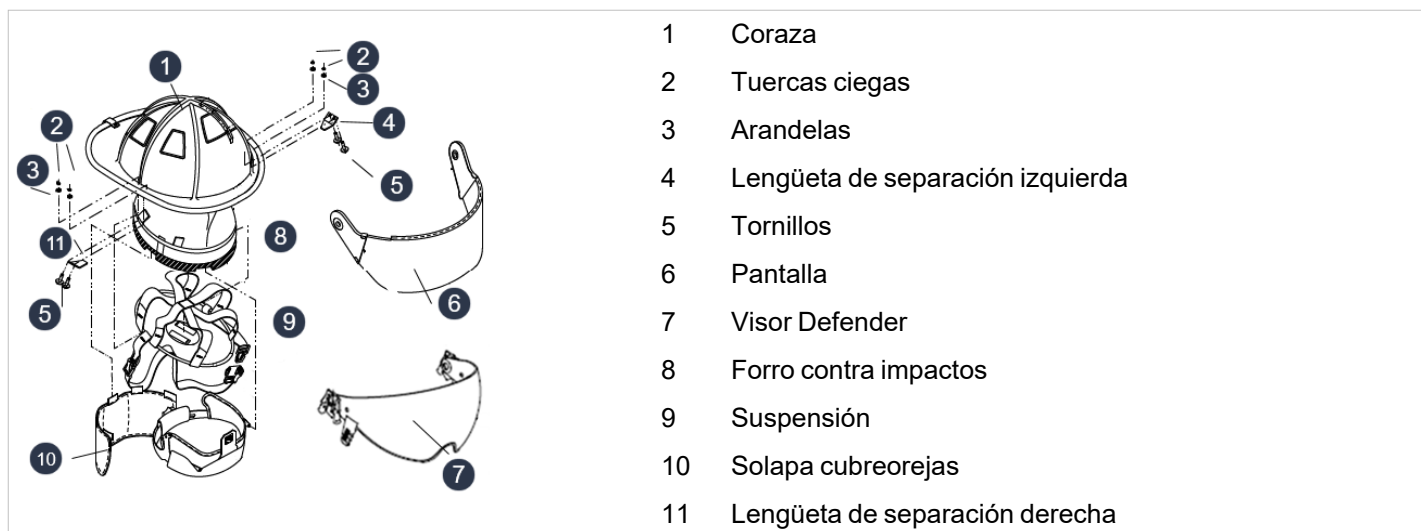 1 Coraza
2 Tuercas ciegas
3 Arandelas
4 Lengüeta de separación izquierda
5 Tornillos
6 Pantalla
7 Visor Defender
8 Forro contra impactos
9 Suspensión
10 Solapa cubreorejas
11 Lengüeta de separación derecha
1
2
3
4
5
2
3
11
5
8
9
10
6
7